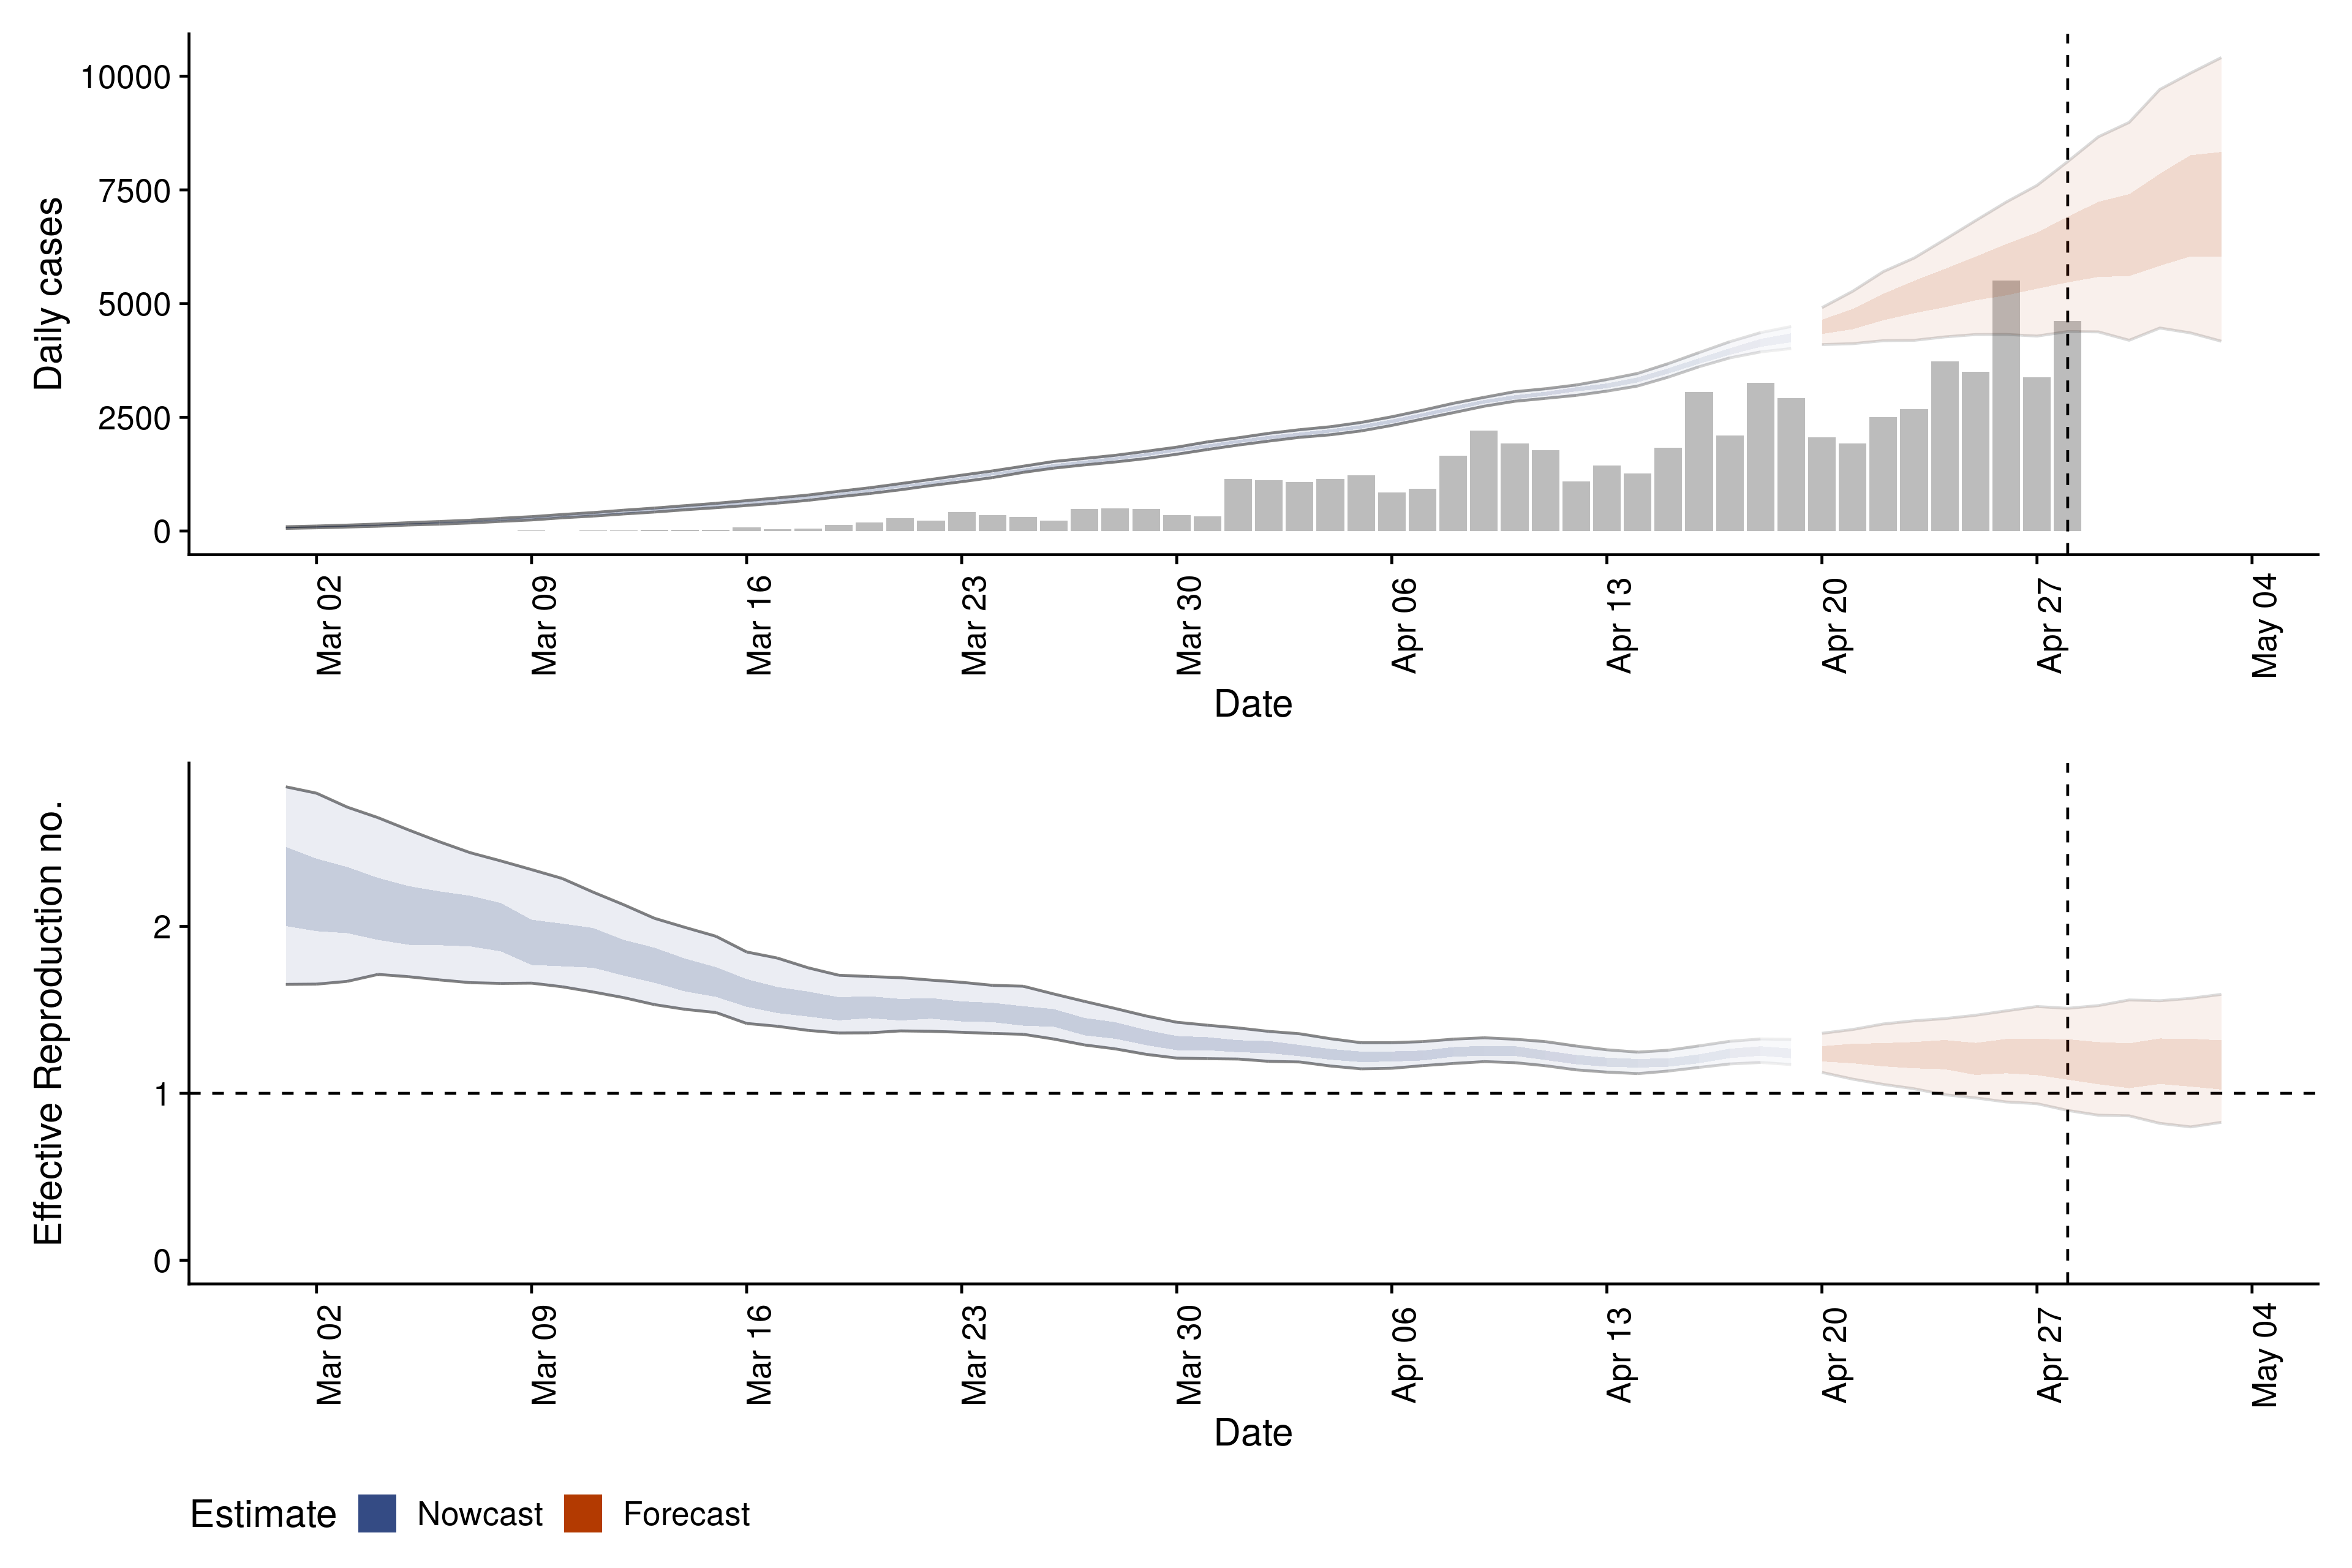 Daily cases
10000
7500
5000
2500
0
Mar 02
Mar 09
Mar 16
Mar 23
Mar 30
Apr 06
Apr 13
Apr 20
Apr 27
May 04
Date
Effective Reproduction no.
2
1
0
Mar 02
Mar 09
Mar 16
Mar 23
Mar 30
Apr 06
Apr 13
Apr 20
Apr 27
May 04
Date
Estimate Nowcast Forecast